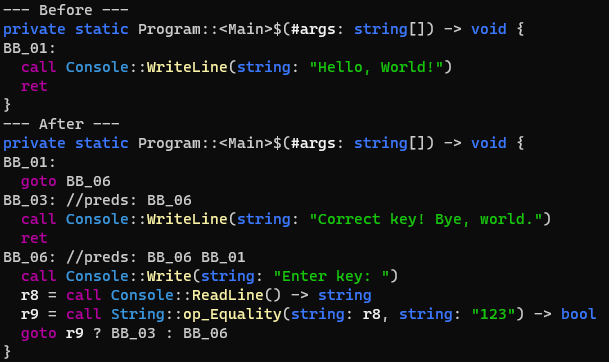 --- Before ---
private static Program::<Main>$(#args: string[]) -> void {
BB_01:
  call Console::WriteLine(string: "Hello, World!")
  ret
}
--- After ---
private static Program::<Main>$(#args: string[]) -> void {
BB_01:
  goto BB_06
BB_03: //preds: BB_06
  call Console::WriteLine(string: "Correct key! Bye, world.")
  ret
BB_06: //preds: BB_06 BB_01
  call Console::Write(string: "Enter key: ")
  r8 = call Console::ReadLine() -> string
  r9 = call String::op_Equality(string: r8, string: "123") -> bool
  goto r9 ? BB_03 : BB_06
}